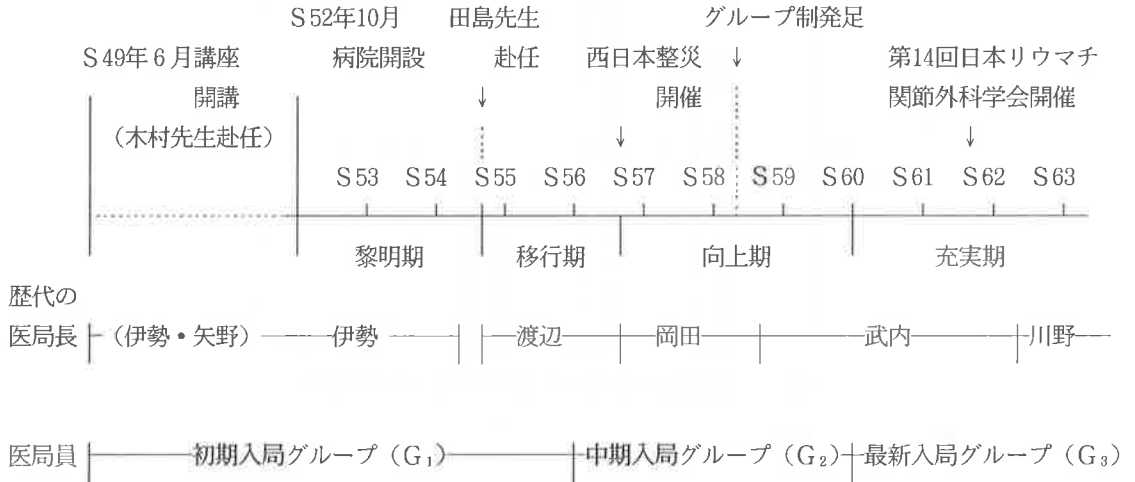 S52年10月 田島先生 グループ制発足
S49年6月講座 病院開設 赴任 西日本整災 ↓ 第14回日本リウマチ
開講 ↓ 開催 関節外科学会開催
(木村先生赴任) ↓ ↓
S53 S54 S55 S56 S57 S58 S59 S60 S61 S62 S63
黎明期 移行期 向上期 充実期
歴代の
医局長 (伊勢・矢野) 伊勢 渡辺 岡田 武内 川野
医局員 初期入局グループ(G₁) 中期入局グループ(G₂) 最新入局グループ(G₃)